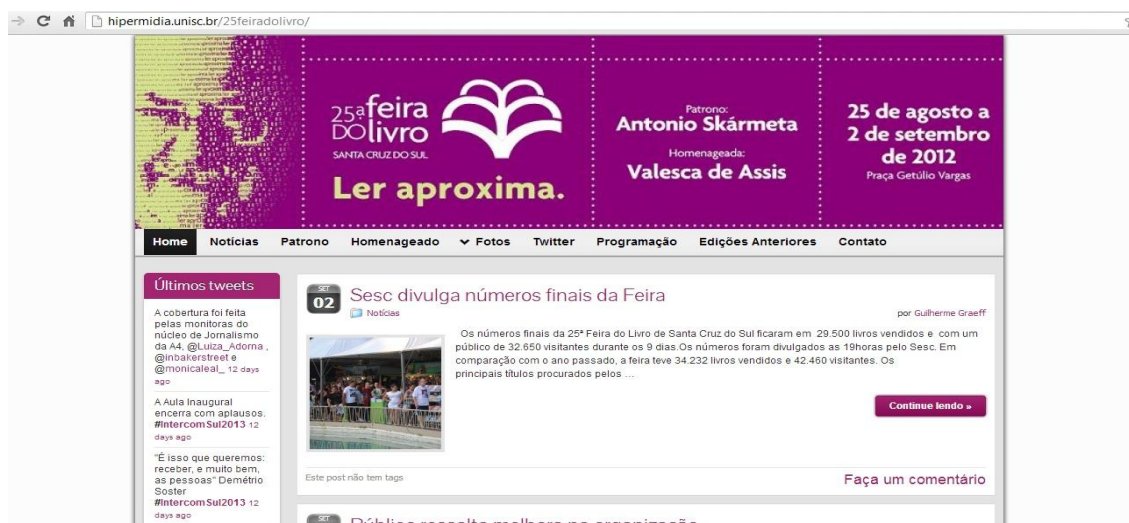 hipermidia.unisc.br/25feiradolivro/
25ª feira
DO livro
SANTA CRUZ DO SUL
Ler aproxima.
Patrono:
Antonio Skármeta
Homenageada:
Valesca de Assis
25 de agosto a
2 de setembro
de 2012
Praça Getúlio Vargas
Home Notícias Patrono Homenageado Fotos Twitter Programação Edições Anteriores Contato
Últimos tweets
A cobertura foi feita
pelas monitoras do
núcleo de Jornalismo
da A4, @Luiza_Adorna ,
@inbakerstreet e
@monicaleal_ 12 days
ago
A Aula Inaugural
encerra com aplausos.
#IntercomSul2013 12
days ago
"É isso que queremos:
receber, e muito bem,
as pessoas" Demétrio
Soster
#IntercomSul2013 12
days ago
SET
02
Sesc divulga números finais da Feira
Notícias
por Guilherme Graeff
Os números finais da 25ª Feira do Livro de Santa Cruz do Sul ficaram em 29.500 livros vendidos e com um
público de 32.650 visitantes durante os 9 dias.Os números foram divulgados as 19horas pelo Sesc. Em
comparação com o ano passado, a feira teve 34.232 livros vendidos e 42.460 visitantes. Os
principais títulos procurados pelos ...
Continue lendo »
Este post não tem tags
Faça um comentário
SET
Público ressalta melhora na organização